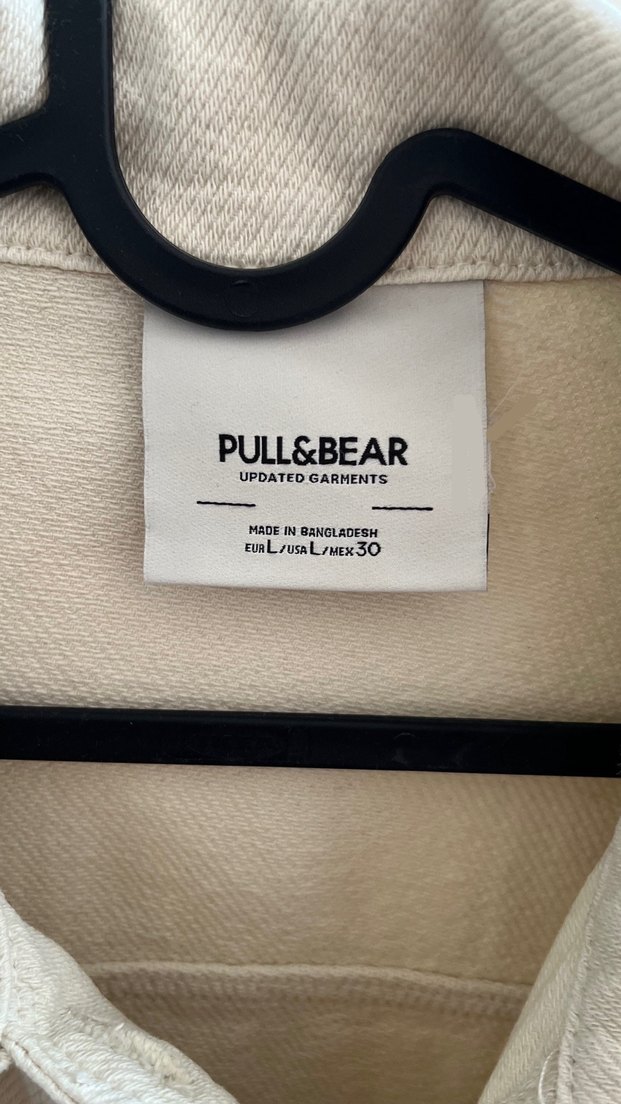 PULL&BEAR
UPDATED GARMENTS
MADE IN BANGLADESH
EUR L/USA L/MEX 30